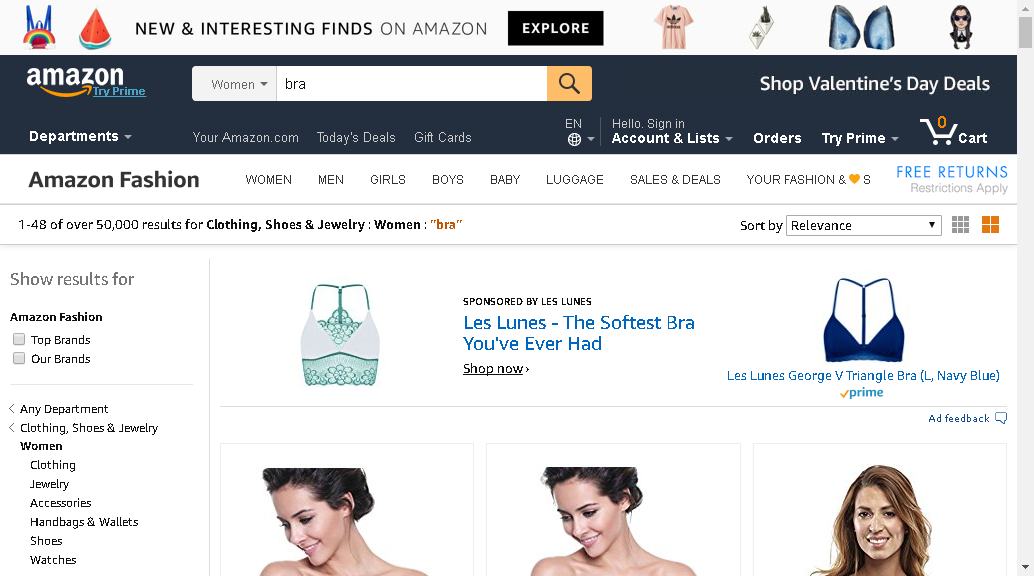 NEW & INTERESTING FINDS ON AMAZON
EXPLORE
amazon
Try Prime
Women
bra
Shop Valentine's Day Deals
Departments
Your Amazon.com
Today's Deals
Gift Cards
EN
Hello. Sign in
Account & Lists
Orders
Try Prime
0
Cart
Amazon Fashion
WOMEN
MEN
GIRLS
BOYS
BABY
LUGGAGE
SALES & DEALS
YOUR FASHION & S
FREE RETURNS
Restrictions Apply
1-48 of over 50,000 results for Clothing, Shoes & Jewelry : Women : "bra"
Sort by Relevance
Show results for
Amazon Fashion
Top Brands
Our Brands
Any Department
Clothing, Shoes & Jewelry
Women
Clothing
Jewelry
Accessories
Handbags & Wallets
Shoes
Watches
SPONSORED BY LES LUNES
Les Lunes - The Softest Bra
You've Ever Had
Shop now ›
Les Lunes George V Triangle Bra (L, Navy Blue)
prime
Ad feedback